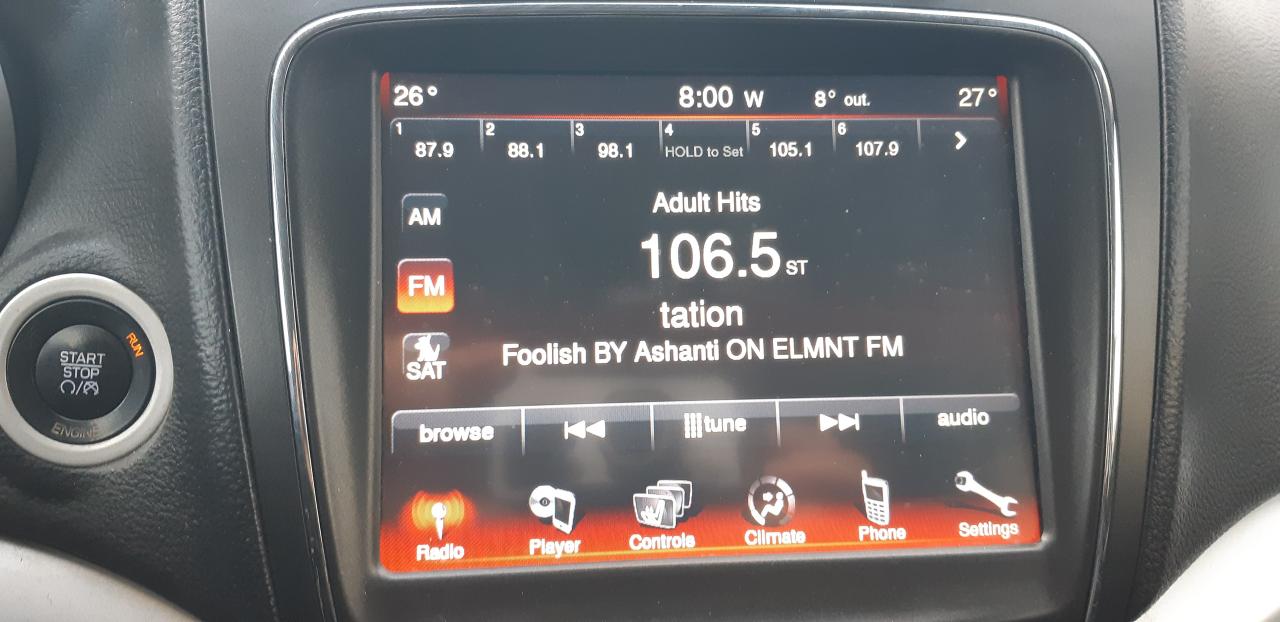 26° 8:00 W 8° out. 27°
1 2 3 4 5 6
87.9 88.1 98.1 HOLD to Set 105.1 107.9 >
Adult Hits
AM
106.5 ST
FM
tation
Foolish BY Ashanti ON ELMNT FM
SAT
RUN
START
STOP
ENGINE
browse tune audio
Radio Player Controls Climate Phone Settings